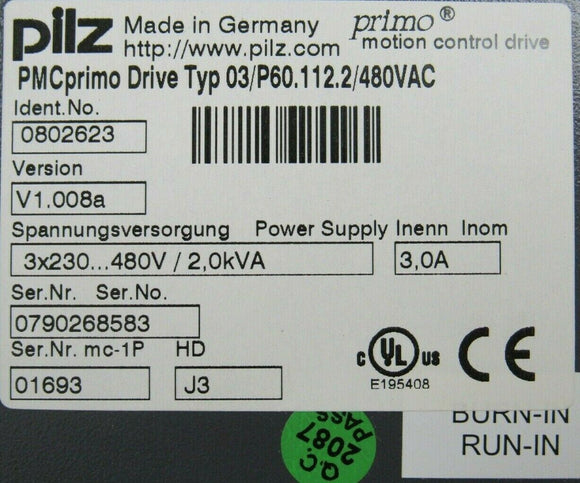 pilz Made in Germany primo®
http://www.pilz.com motion control drive
PMCprimo Drive Typ 03/P60.112.2/480VAC
Ident.No.
0802623
Version
V1.008a
Spannungsversorgung Power Supply Inenn Inom
3x230...480V / 2,0kVA 3,0A
Ser.Nr. Ser.No.
0790268583
Ser.Nr. mc-1P HD
01693 J3
c UL us
E195408
CE
Q.C
2087
PASS
BURN-IN
RUN-IN